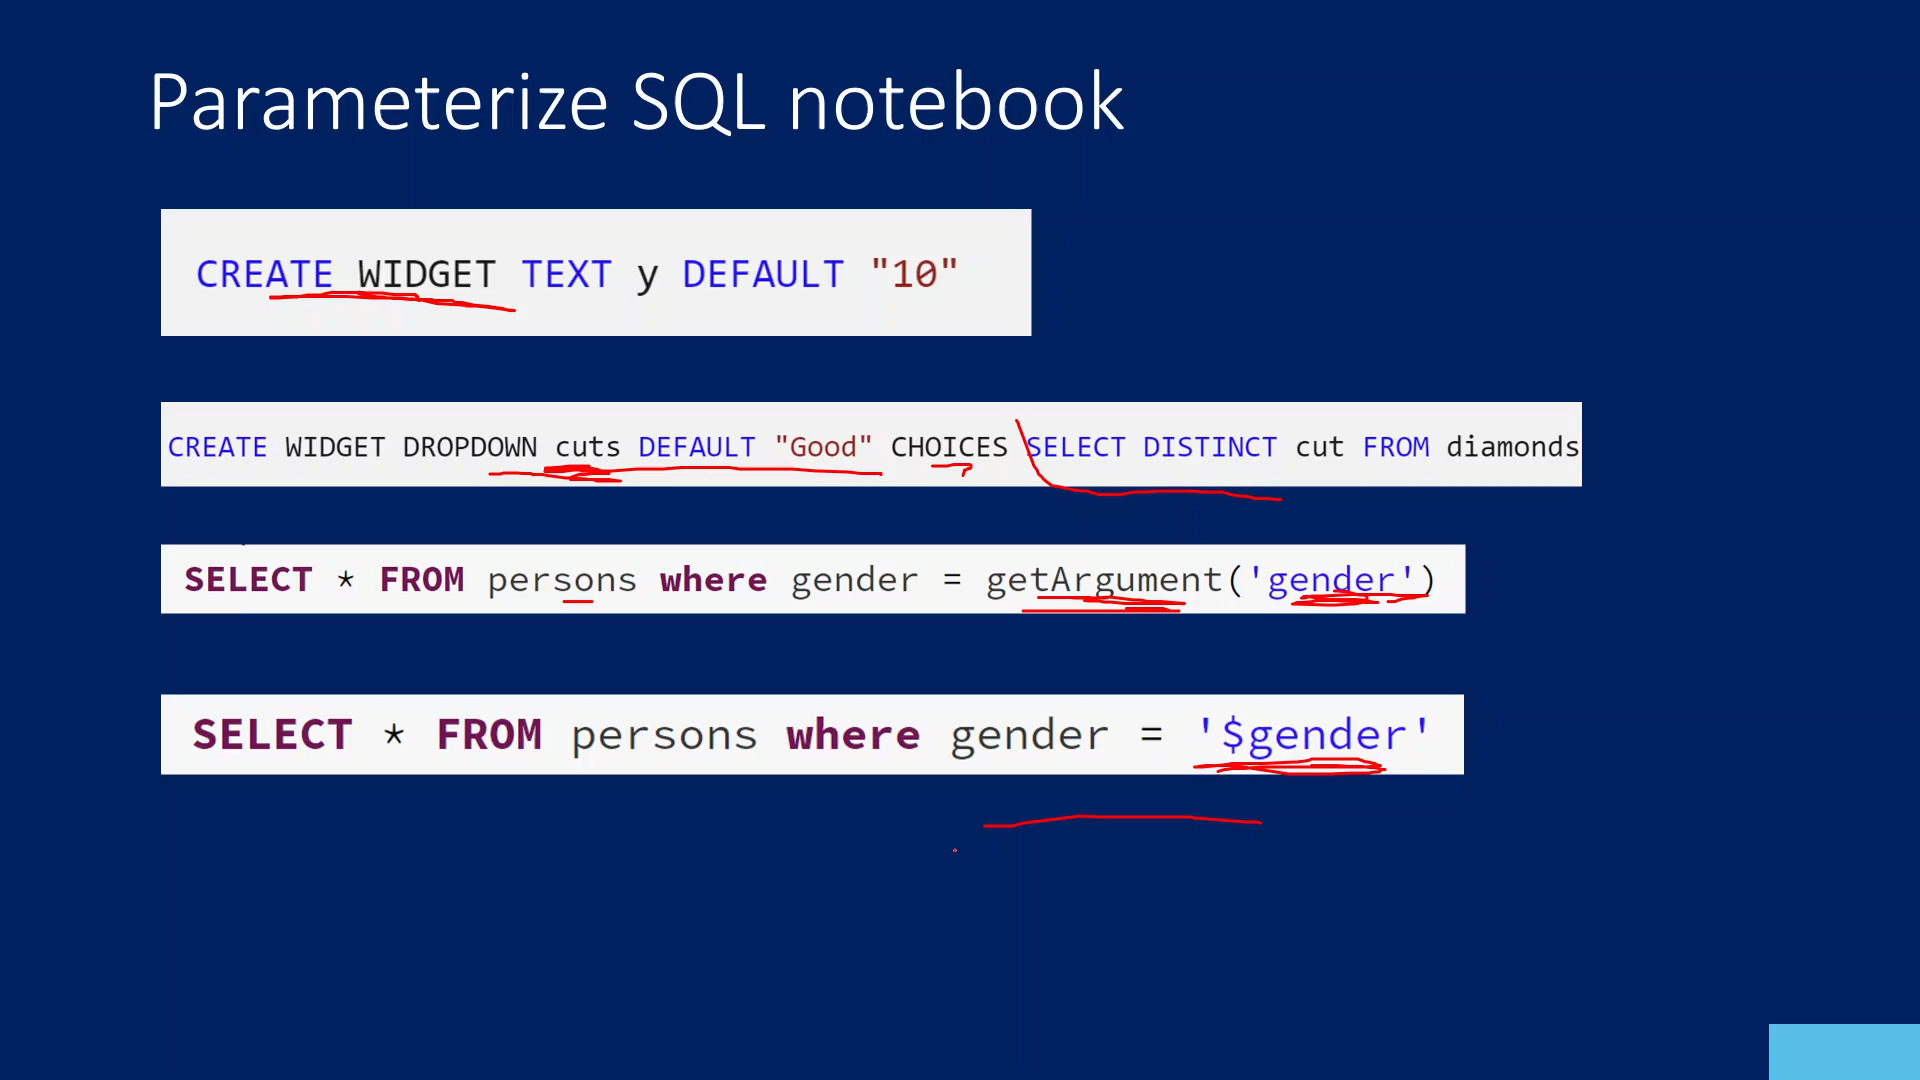 Parameterize SQL notebook
CREATE WIDGET TEXT y DEFAULT "10"
CREATE WIDGET DROPDOWN cuts DEFAULT "Good" CHOICES SELECT DISTINCT cut FROM diamonds
SELECT * FROM persons where gender = getArgument('gender')
SELECT * FROM persons where gender = '$gender'